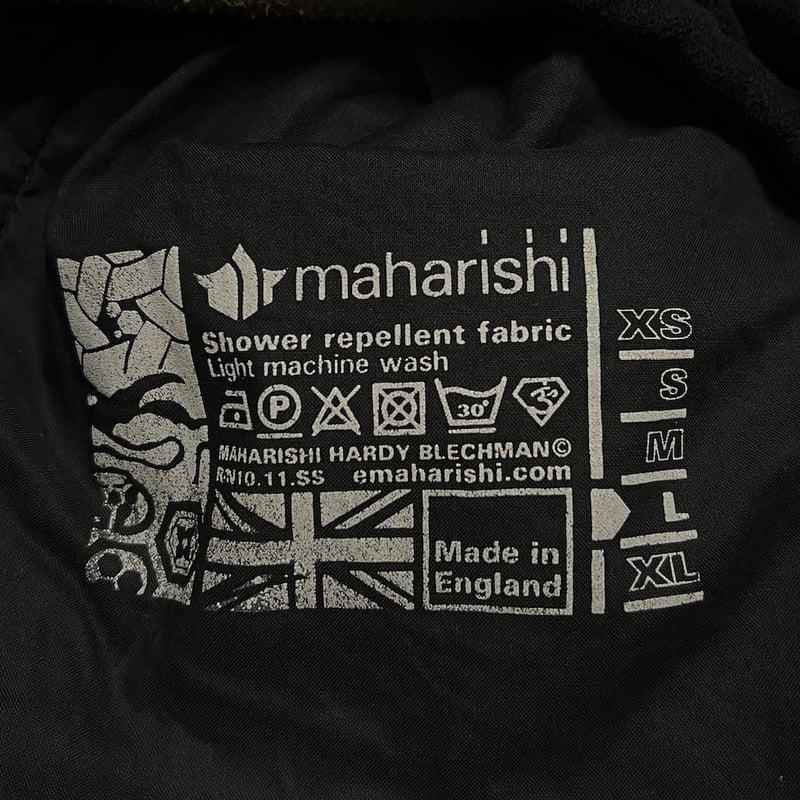 maharishi
Shower repellent fabric
Light machine wash
P
30°
MAHARISHI HARDY BLECHMAN©
RN10.11.SS emaharishi.com
Made in
England
XS
S
M
L
XL